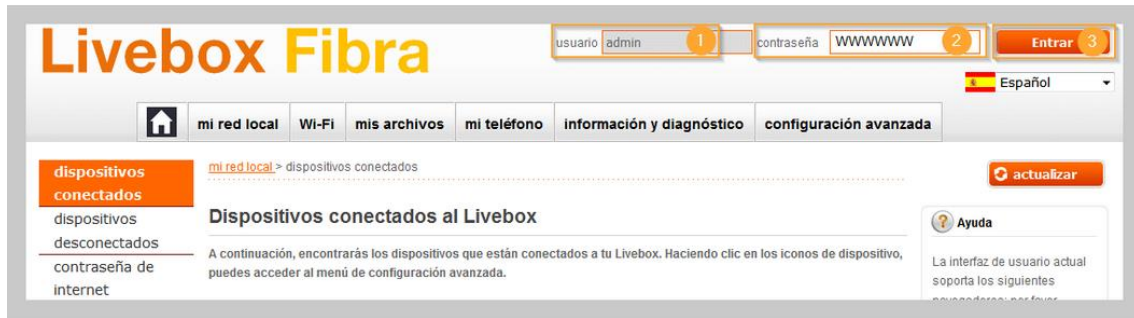 Livebox Fibra
usuario admin 1 contraseña WWWWWW 2 Entrar 3
Español
mi red local Wi-Fi mis archivos mi teléfono información y diagnóstico configuración avanzada
dispositivos
conectados
dispositivos
desconectados
contraseña de
internet
mi red local > dispositivos conectados
actualizar
Dispositivos conectados al Livebox
A continuación, encontrarás los dispositivos que están conectados a tu Livebox. Haciendo clic en los iconos de dispositivo,
puedes acceder al menú de configuración avanzada.
? Ayuda
La interfaz de usuario actual
soporta los siguientes